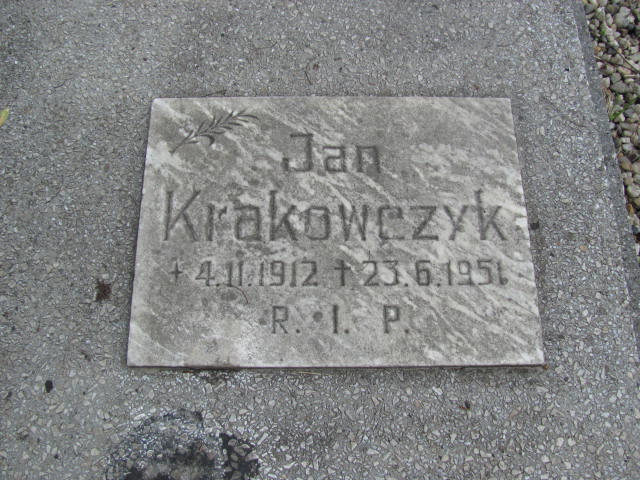 Jan
Krakowczyk
+ 4.11.1912 † 23.6.1951.
R. I. P.